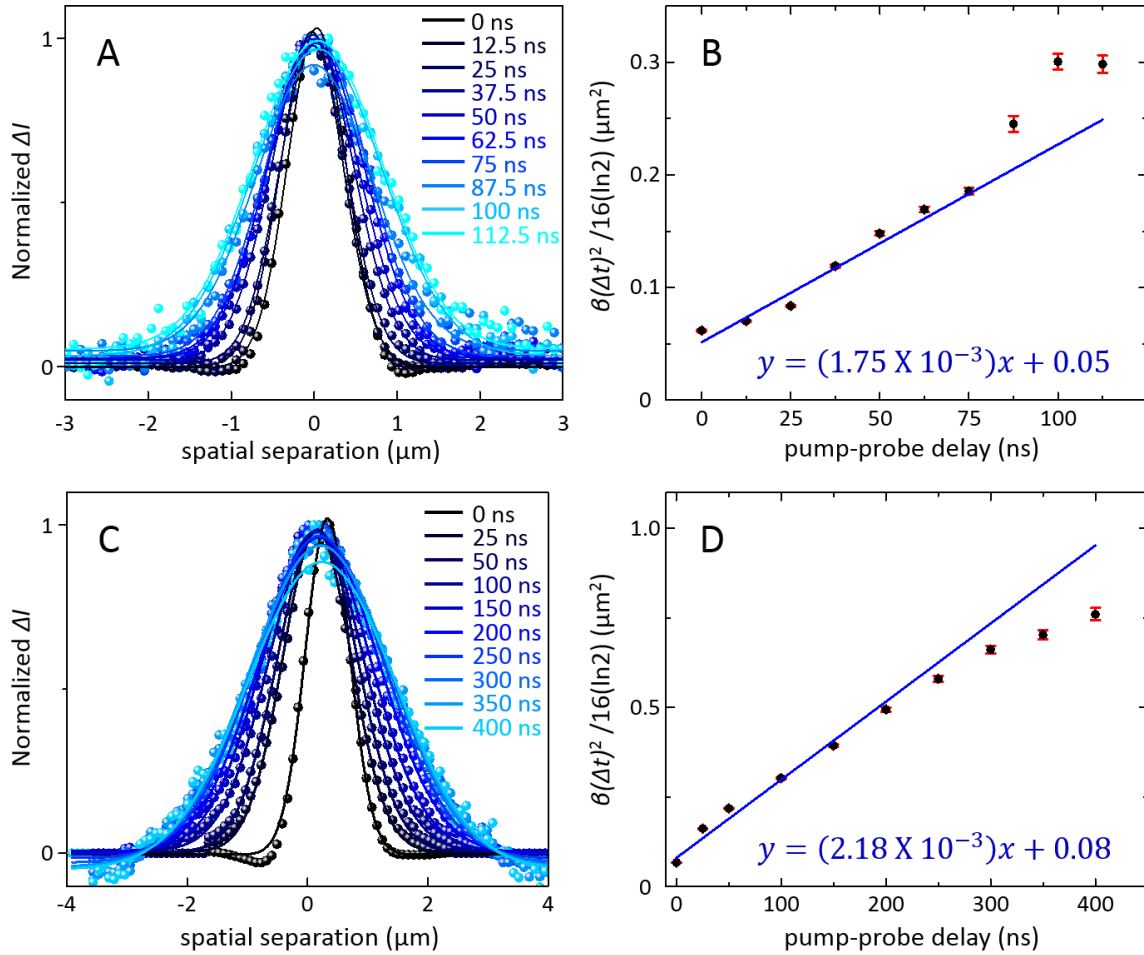 A
Normalized ΔI
1
0
-3 -2 -1 0 1 2 3
spatial separation (µm)
0 ns
12.5 ns
25 ns
37.5 ns
50 ns
62.5 ns
75 ns
87.5 ns
100 ns
112.5 ns
B
β(Δt)² /16(ln2) (µm²)
0.3
0.2
0.1
0
y = (1.75 X 10⁻³)x + 0.05
0 25 50 75 100
pump-probe delay (ns)
C
Normalized ΔI
1
0
-4 -2 0 2 4
spatial separation (µm)
0 ns
25 ns
50 ns
100 ns
150 ns
200 ns
250 ns
300 ns
350 ns
400 ns
D
β(Δt)² /16(ln2) (µm²)
1.0
0.5
0
y = (2.18 X 10⁻³)x + 0.08
0 100 200 300 400
pump-probe delay (ns)